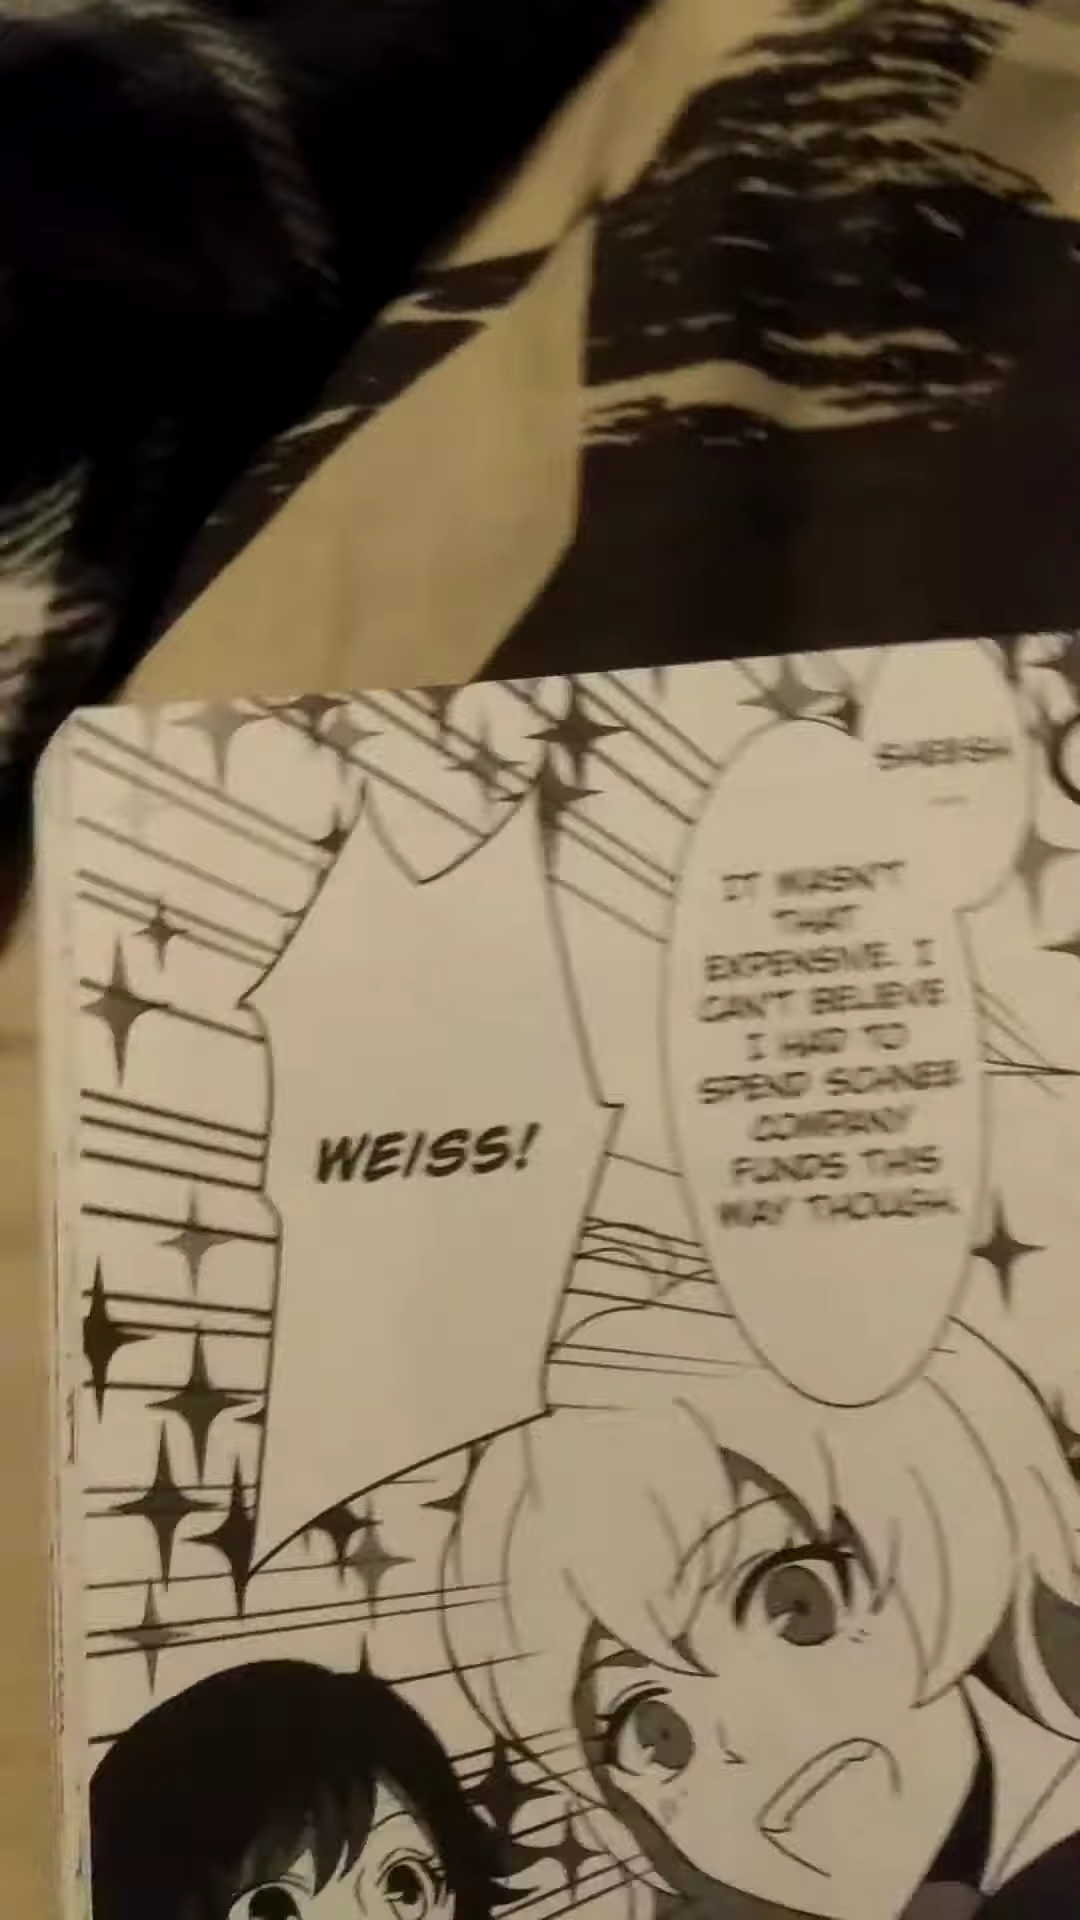 SHEESH
...
IT WASN'T
THAT
EXPENSIVE. I
CAN'T BELIEVE
I HAD TO
SPEND SCHNEE
COMPANY
FUNDS THIS
WAY THOUGH.
WEISS!